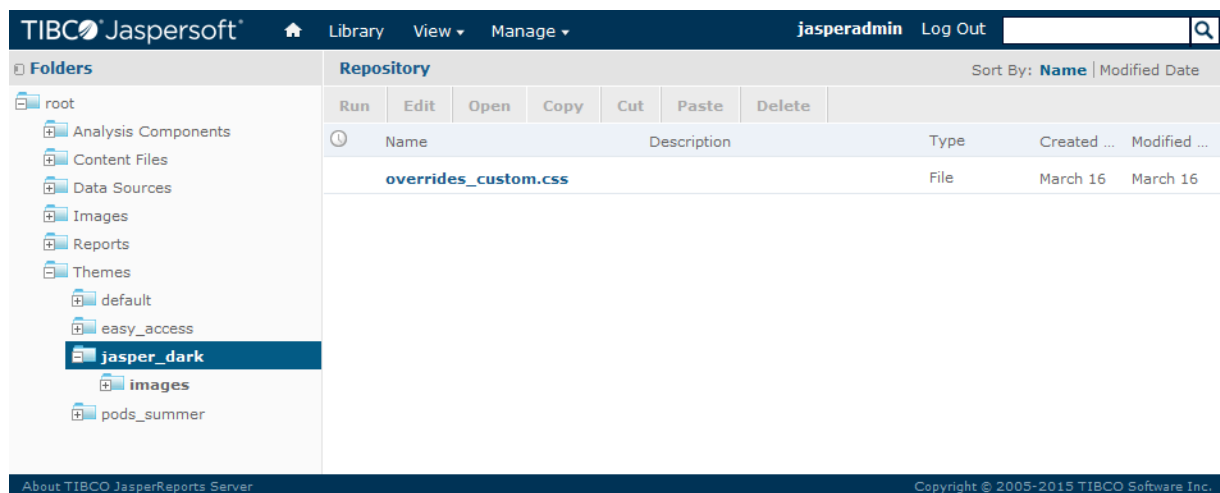 TIBCO Jaspersoft Library View Manage jasperadmin Log Out
Folders
root
Analysis Components
Content Files
Data Sources
Images
Reports
Themes
default
easy_access
jasper_dark
images
pods_summer
Repository Sort By: Name | Modified Date
Run Edit Open Copy Cut Paste Delete
Name Description Type Created ... Modified ...
overrides_custom.css File March 16 March 16
About TIBCO JasperReports Server Copyright © 2005-2015 TIBCO Software Inc.